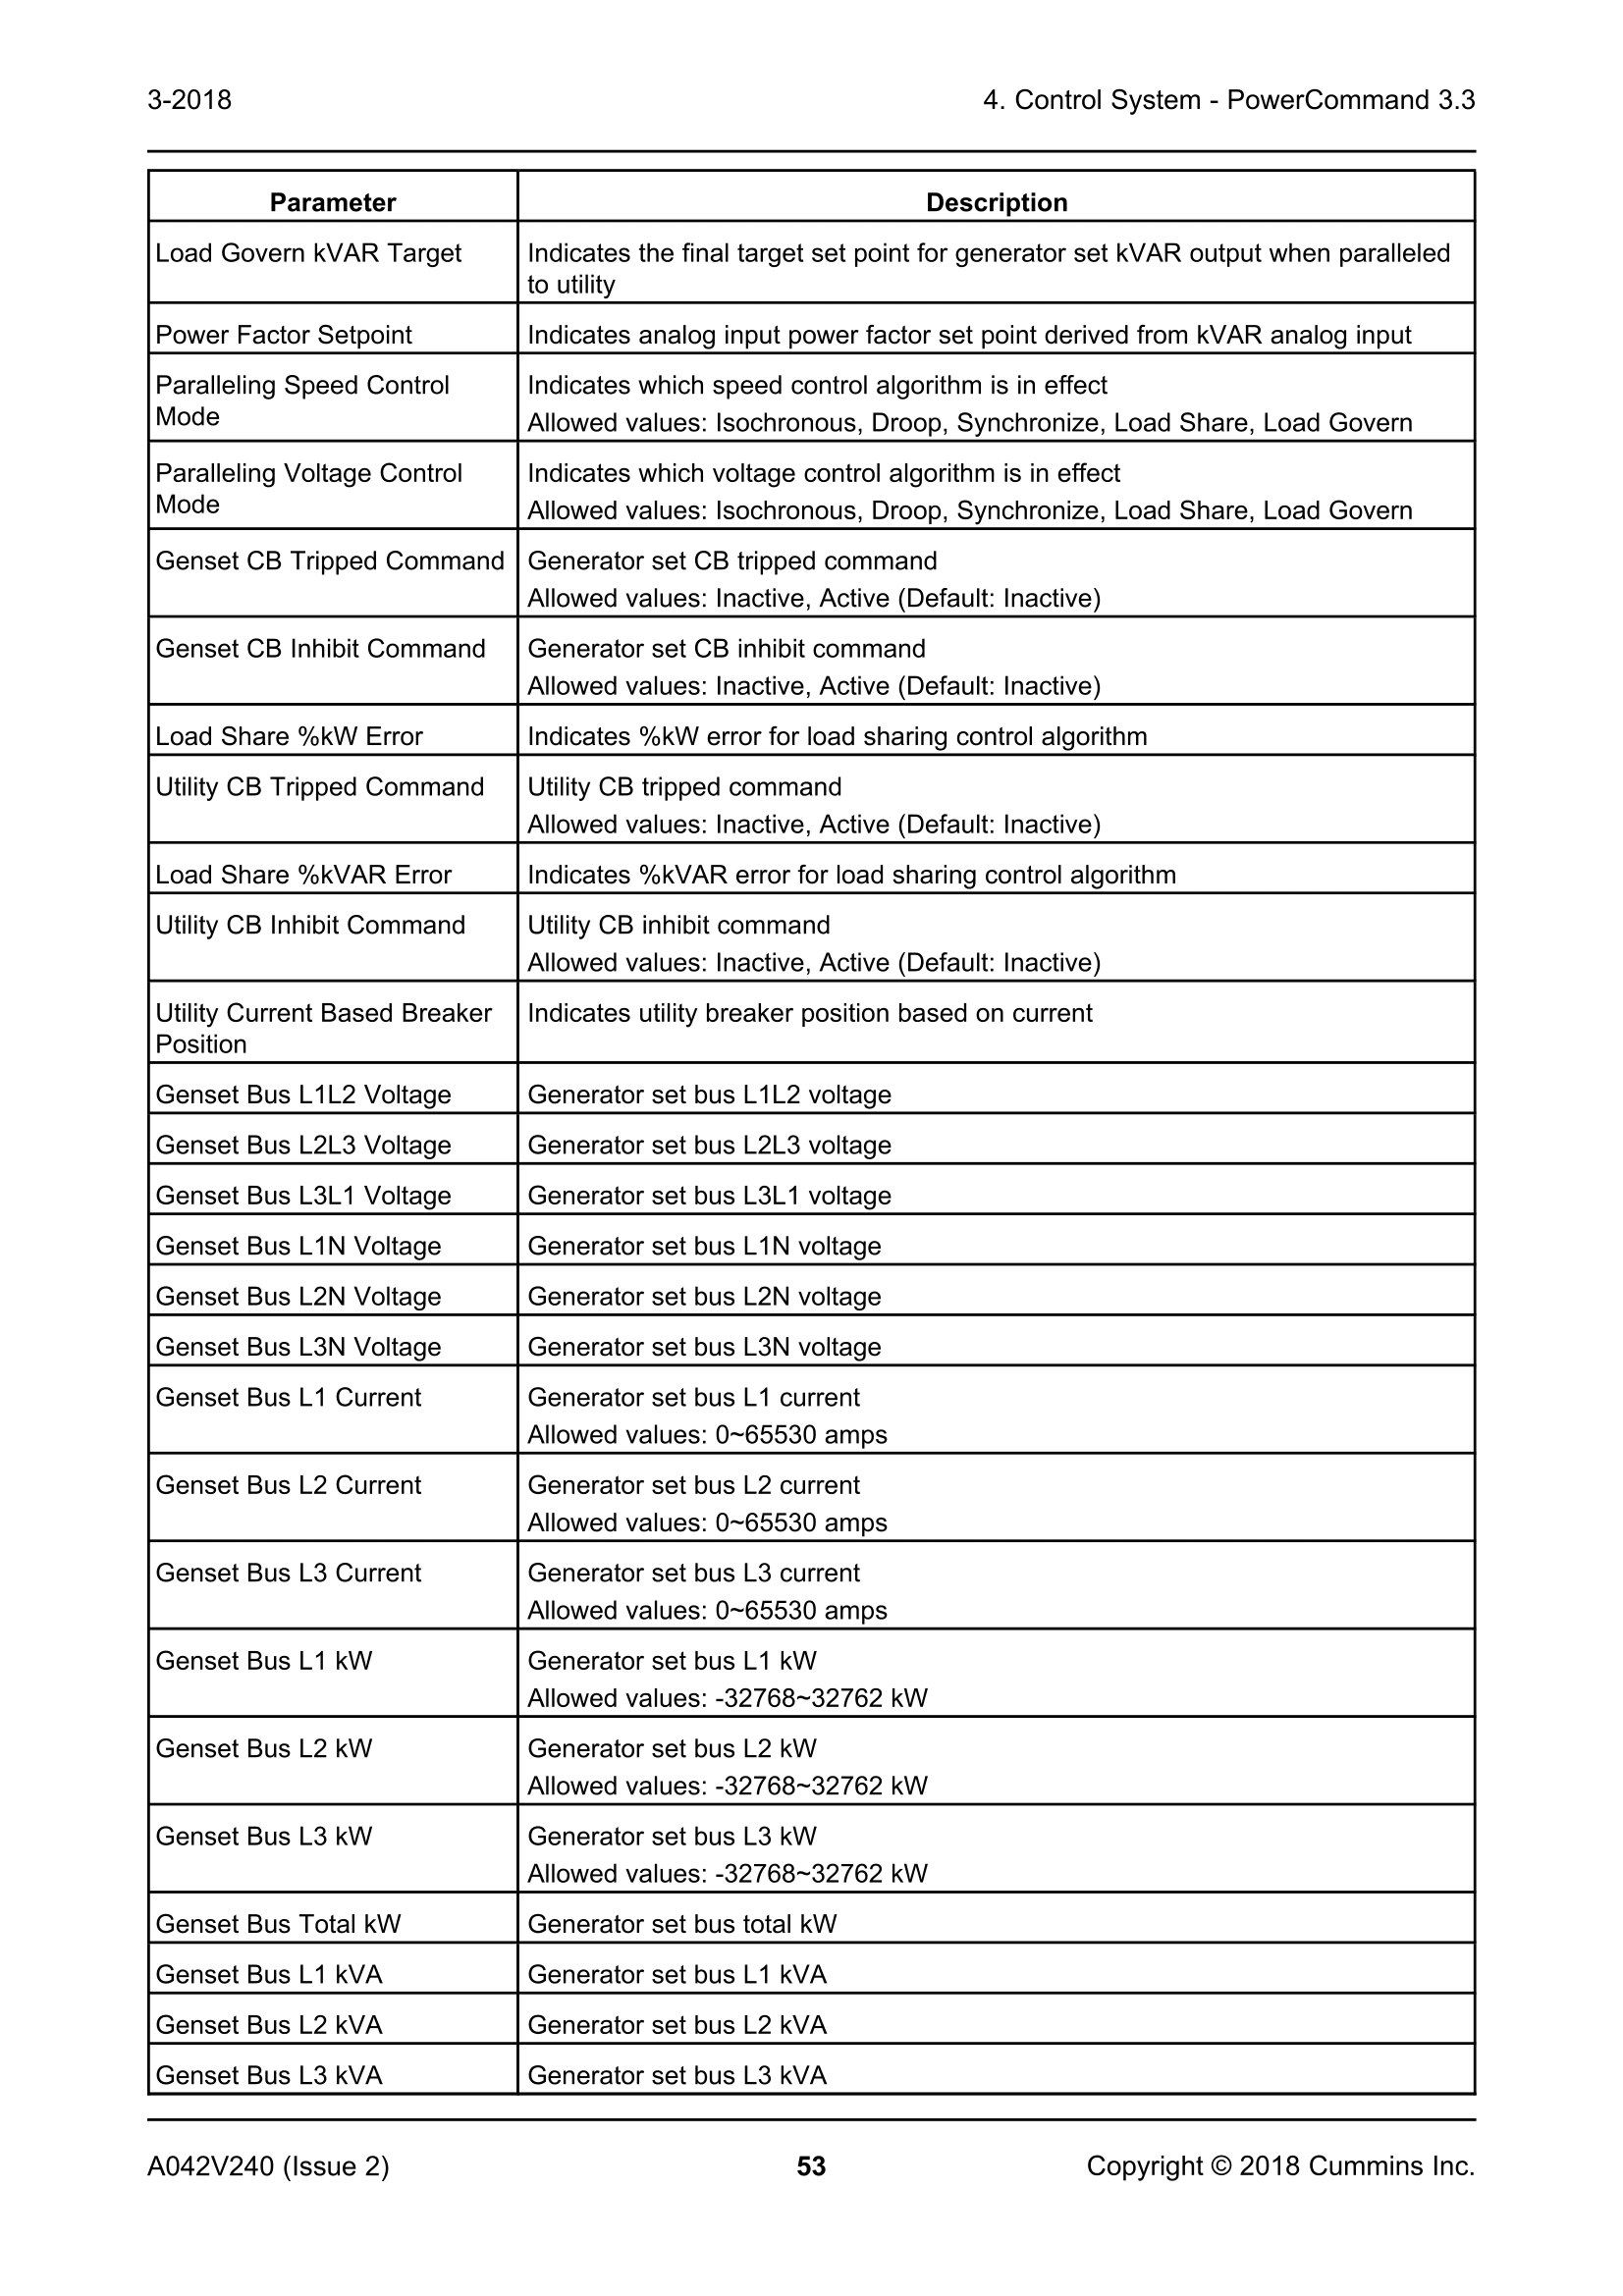 3-2018
4. Control System - PowerCommand 3.3
Parameter
Description
Load Govern kVAR Target
Indicates the final target set point for generator set kVAR output when paralleled
to utility
Power Factor Setpoint
Indicates analog input power factor set point derived from kVAR analog input
Paralleling Speed Control
Mode
Indicates which speed control algorithm is in effect
Allowed values: Isochronous, Droop, Synchronize, Load Share, Load Govern
Paralleling Voltage Control
Mode
Indicates which voltage control algorithm is in effect
Allowed values: Isochronous, Droop, Synchronize, Load Share, Load Govern
Genset CB Tripped Command
Generator set CB tripped command
Allowed values: Inactive, Active (Default: Inactive)
Genset CB Inhibit Command
Generator set CB inhibit command
Allowed values: Inactive, Active (Default: Inactive)
Load Share %kW Error
Indicates %kW error for load sharing control algorithm
Utility CB Tripped Command
Utility CB tripped command
Allowed values: Inactive, Active (Default: Inactive)
Load Share %kVAR Error
Indicates %kVAR error for load sharing control algorithm
Utility CB Inhibit Command
Utility CB inhibit command
Allowed values: Inactive, Active (Default: Inactive)
Utility Current Based Breaker
Position
Indicates utility breaker position based on current
Genset Bus L1L2 Voltage
Generator set bus L1L2 voltage
Genset Bus L2L3 Voltage
Generator set bus L2L3 voltage
Genset Bus L3L1 Voltage
Generator set bus L3L1 voltage
Genset Bus L1N Voltage
Generator set bus L1N voltage
Genset Bus L2N Voltage
Generator set bus L2N voltage
Genset Bus L3N Voltage
Generator set bus L3N voltage
Genset Bus L1 Current
Generator set bus L1 current
Allowed values: 0~65530 amps
Genset Bus L2 Current
Generator set bus L2 current
Allowed values: 0~65530 amps
Genset Bus L3 Current
Generator set bus L3 current
Allowed values: 0~65530 amps
Genset Bus L1 kW
Generator set bus L1 kW
Allowed values: -32768~32762 kW
Genset Bus L2 kW
Generator set bus L2 kW
Allowed values: -32768~32762 kW
Genset Bus L3 kW
Generator set bus L3 kW
Allowed values: -32768~32762 kW
Genset Bus Total kW
Generator set bus total kW
Genset Bus L1 kVA
Generator set bus L1 kVA
Genset Bus L2 kVA
Generator set bus L2 kVA
Genset Bus L3 kVA
Generator set bus L3 kVA
A042V240 (Issue 2)
53
Copyright © 2018 Cummins Inc.